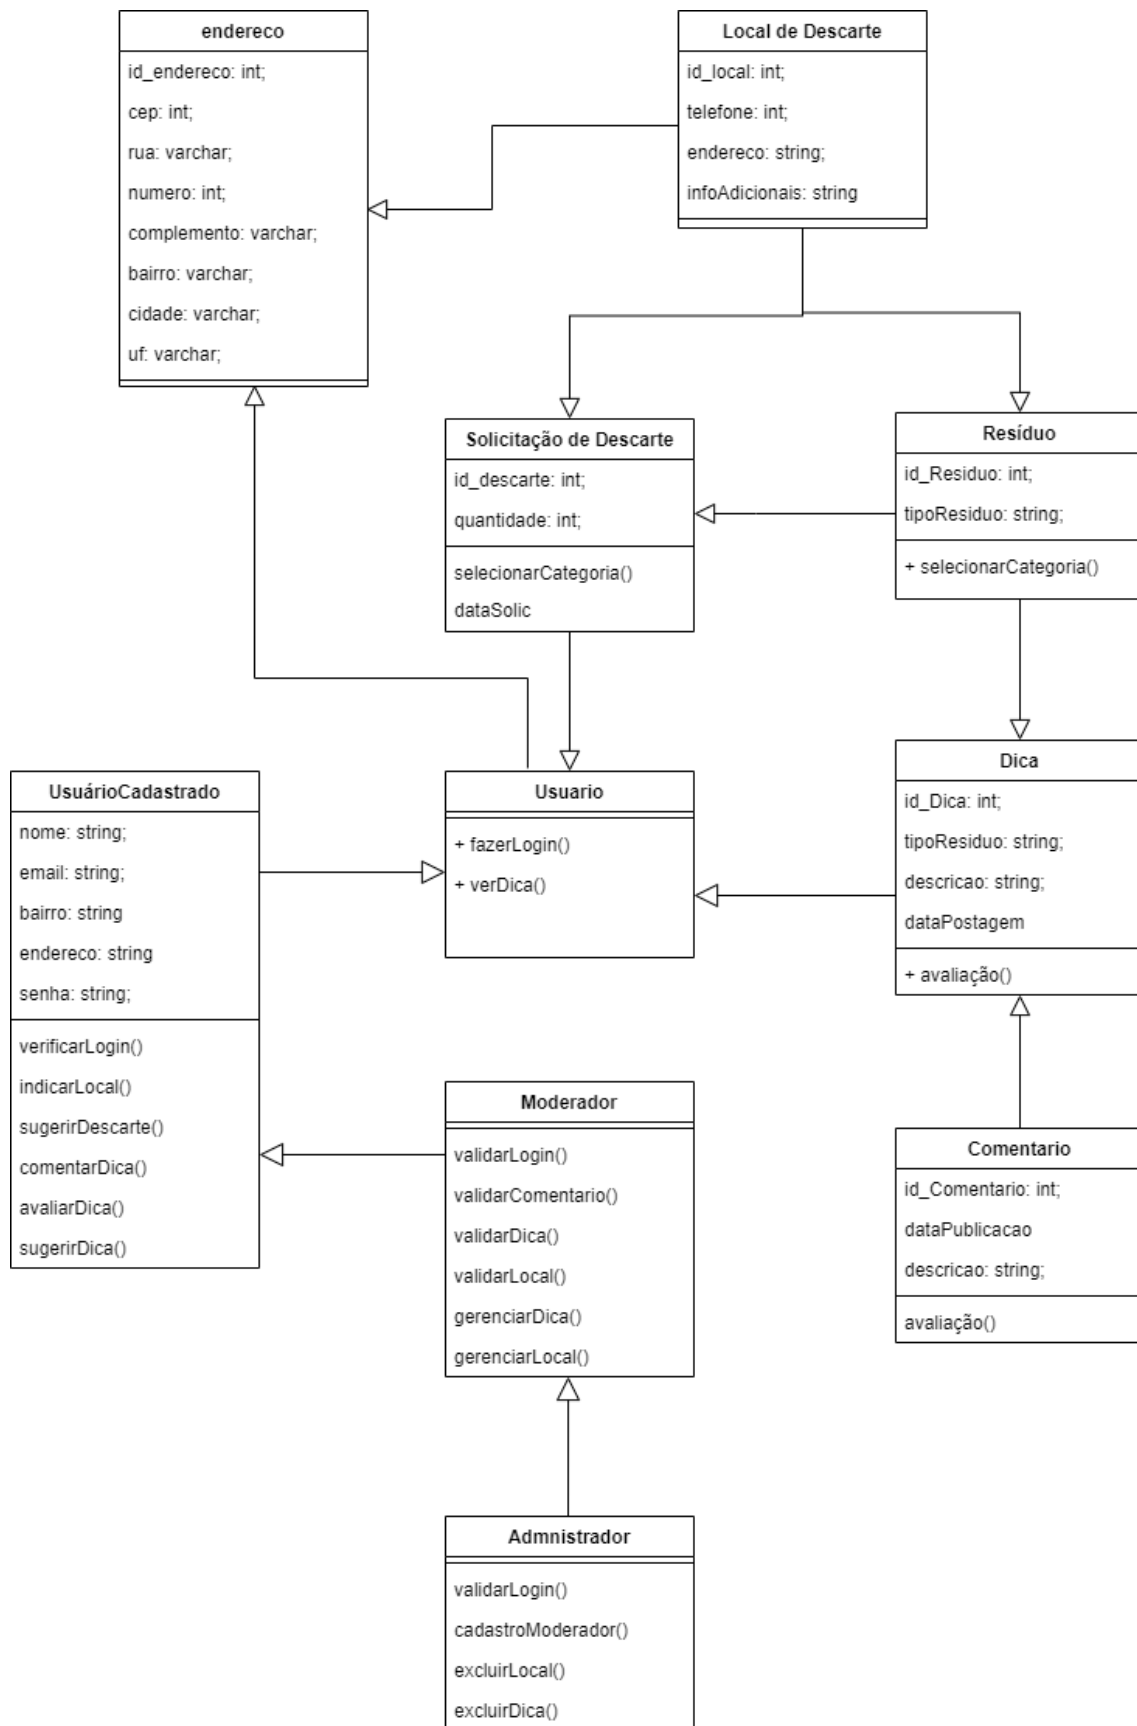 endereco
id_endereco: int;
cep: int;
rua: varchar;
numero: int;
complemento: varchar;
bairro: varchar;
cidade: varchar;
uf: varchar;
Local de Descarte
id_local: int;
telefone: int;
endereco: string;
infoAdicionais: string
Solicitação de Descarte
id_descarte: int;
quantidade: int;
selecionarCategoria()
dataSolic
Resíduo
id_Residuo: int;
tipoResiduo: string;
+ selecionarCategoria()
UsuárioCadastrado
nome: string;
email: string;
bairro: string
endereco: string
senha: string;
verificarLogin()
indicarLocal()
sugerirDescarte()
comentarDica()
avaliarDica()
sugerirDica()
Usuario
+ fazerLogin()
+ verDica()
Dica
id_Dica: int;
tipoResiduo: string;
descricao: string;
dataPostagem
+ avaliação()
Moderador
validarLogin()
validarComentario()
validarDica()
validarLocal()
gerenciarDica()
gerenciarLocal()
Comentario
id_Comentario: int;
dataPublicacao
descricao: string;
avaliação()
Admnistrador
validarLogin()
cadastroModerador()
excluirLocal()
excluirDica()